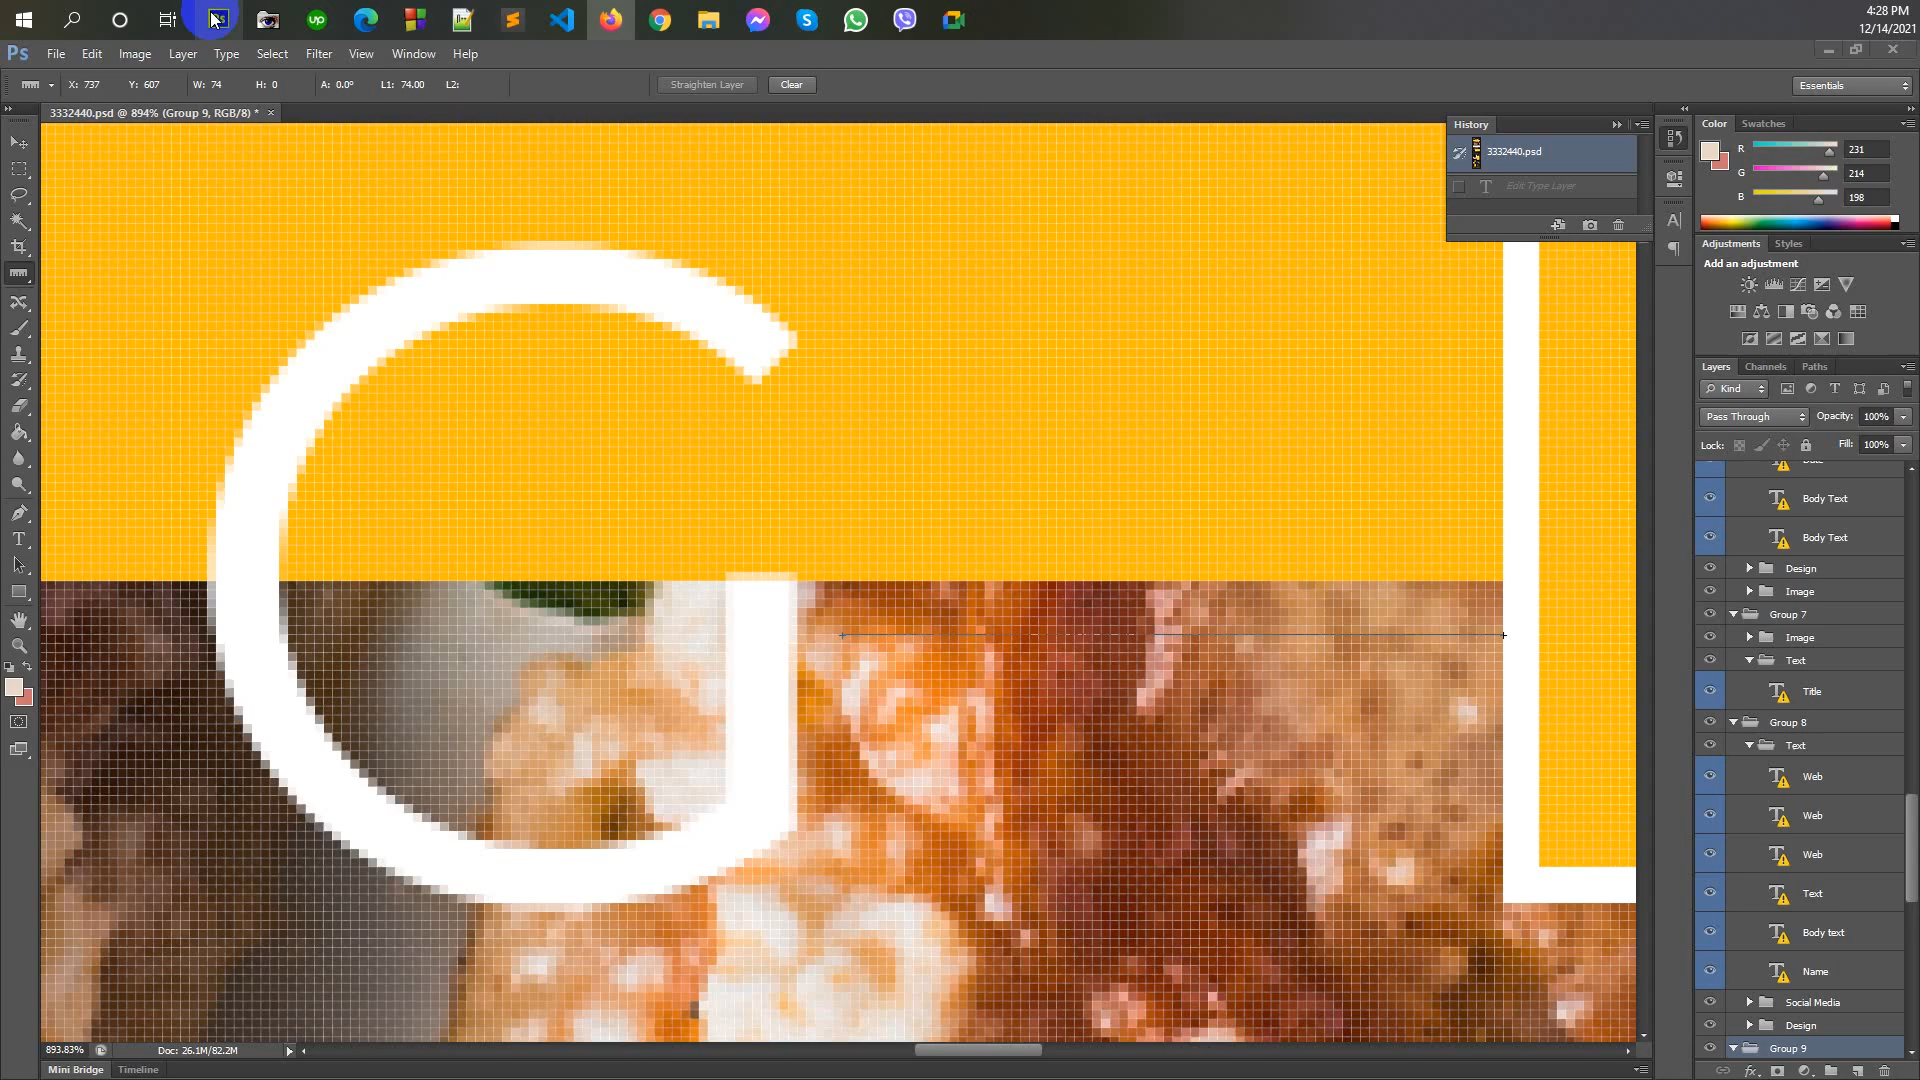 up
4:28 PM
12/14/2021
Ps File Edit Image Layer Type Select Filter View Window Help
X: 737 Y: 607 W: 74 H: 0 A: 0.0° L1: 74.00 L2: Straighten Layer Clear Essentials
3332440.psd @ 894% (Group 9, RGB/8) * ×
History
3332440.psd
Edit Type Layer
Color Swatches
R 231
G 214
B 198
Adjustments Styles
Add an adjustment
Layers Channels Paths
Kind
Pass Through Opacity: 100%
Lock: Fill: 100%
Body Text
Body Text
Design
Image
Group 7
Image
Text
Title
Group 8
Text
Web
Web
Web
Text
Body text
Name
Social Media
Design
Group 9
G
893.83% Doc: 26.1M/82.2M
Mini Bridge Timeline